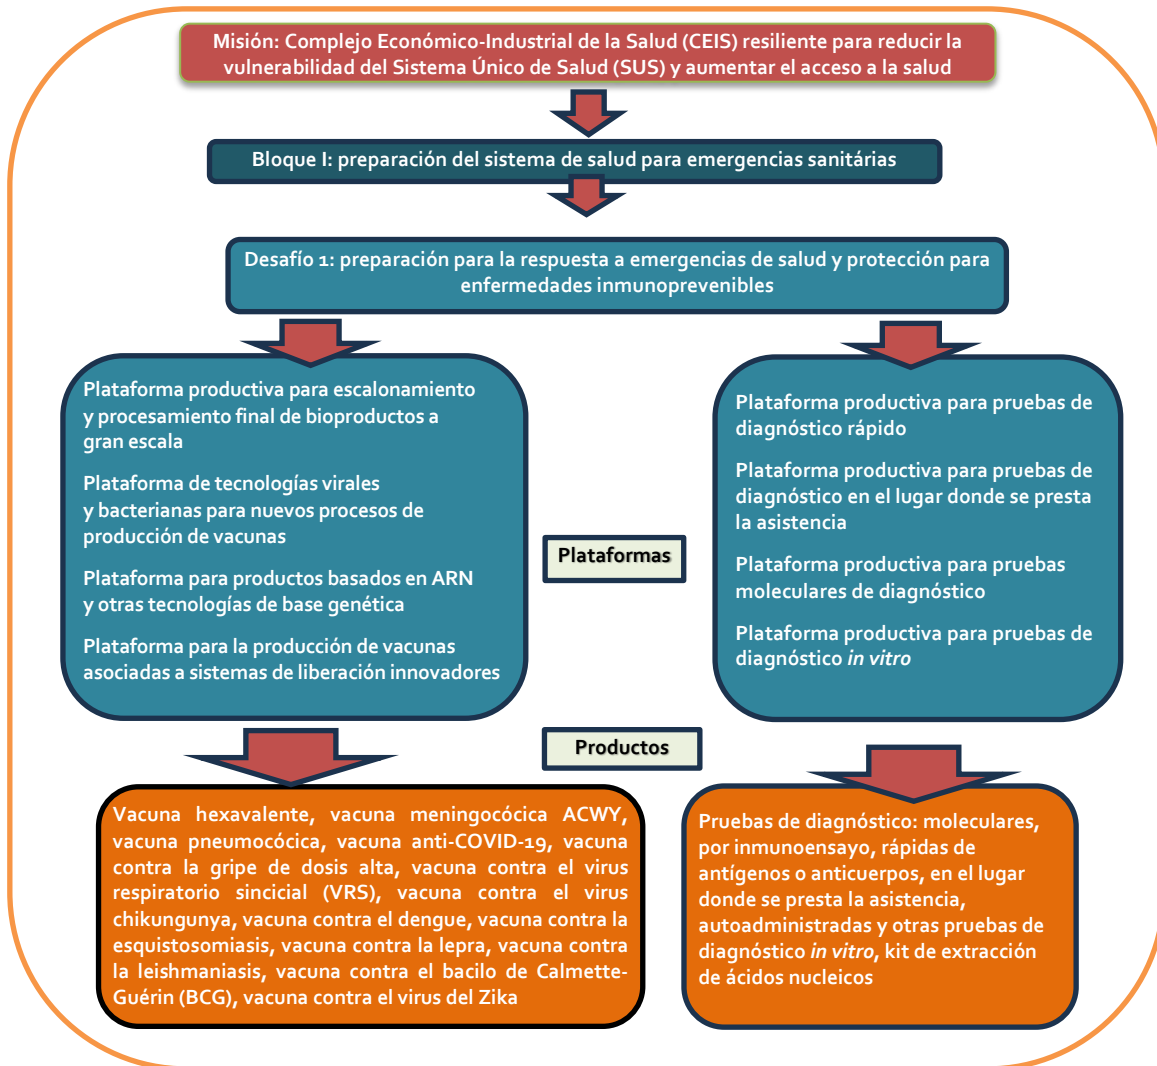 Misión: Complejo Económico-Industrial de la Salud (CEIS) resiliente para reducir la
vulnerabilidad del Sistema Único de Salud (SUS) y aumentar el acceso a la salud
Bloque I: preparación del sistema de salud para emergencias sanitárias
Desafío 1: preparación para la respuesta a emergencias de salud y protección para
enfermedades inmunoprevenibles
Plataforma productiva para escalonamiento
y procesamiento final de bioproductos a
gran escala
Plataforma de tecnologías virales
y bacterianas para nuevos procesos de
producción de vacunas
Plataforma para productos basados en ARN
y otras tecnologías de base genética
Plataforma para la producción de vacunas
asociadas a sistemas de liberación innovadores
Plataformas
Plataforma productiva para pruebas de
diagnóstico rápido
Plataforma productiva para pruebas de
diagnóstico en el lugar donde se presta
la asistencia
Plataforma productiva para pruebas
moleculares de diagnóstico
Plataforma productiva para pruebas de
diagnóstico in vitro
Productos
Vacuna hexavalente, vacuna meningocócica ACWY,
vacuna pneumocócica, vacuna anti-COVID-19, vacuna
contra la gripe de dosis alta, vacuna contra el virus
respiratorio sincicial (VRS), vacuna contra el virus
chikungunya, vacuna contra el dengue, vacuna contra la
esquistosomiasis, vacuna contra la lepra, vacuna contra
la leishmaniasis, vacuna contra el bacilo de Calmette-
Guérin (BCG), vacuna contra el virus del Zika
Pruebas de diagnóstico: moleculares,
por inmunoensayo, rápidas de
antígenos o anticuerpos, en el lugar
donde se presta la asistencia,
autoadministradas y otras pruebas de
diagnóstico in vitro, kit de extracción
de ácidos nucleicos